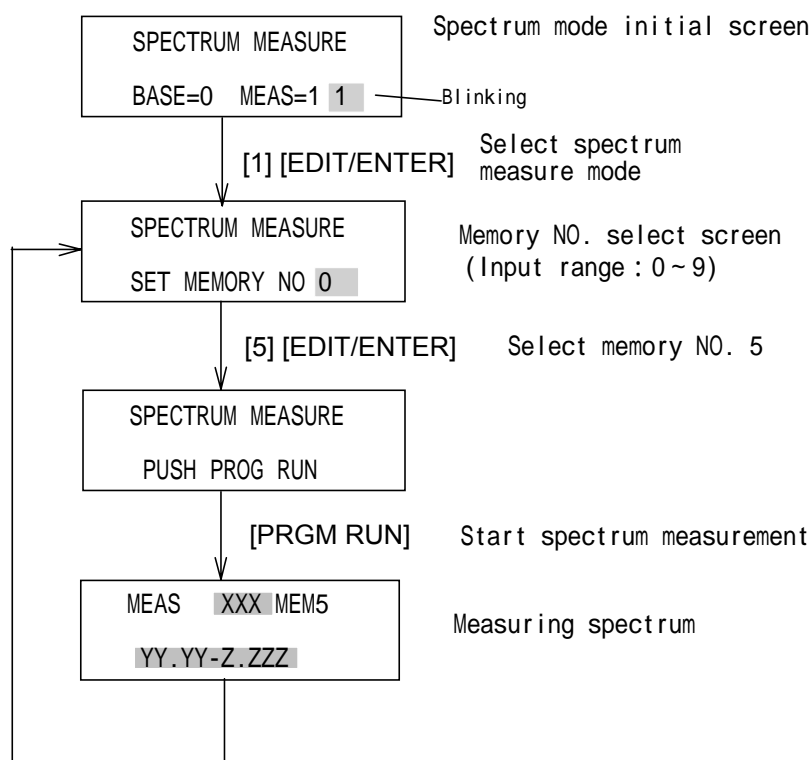 SPECTRUM MEASURE
Spectrum mode initial screen
BASE=0 MEAS=1 1
Blinking
[1] [EDIT/ENTER]
Select spectrum
measure mode
SPECTRUM MEASURE
SET MEMORY NO 0
Memory NO. select screen
(Input range : 0 ~ 9)
[5] [EDIT/ENTER]
Select memory NO. 5
SPECTRUM MEASURE
PUSH PROG RUN
[PRGM RUN]
Start spectrum measurement
MEAS XXX MEM5
YY.YY-Z.ZZZ
Measuring spectrum